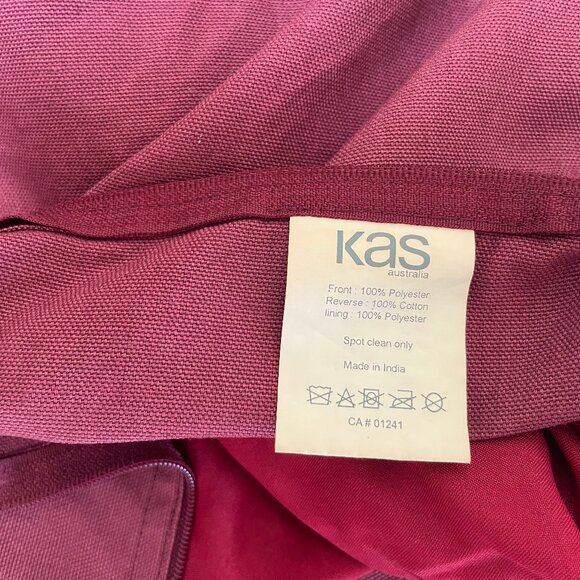 kas
australia
Front : 100% Polyester
Reverse : 100% Cotton
lining : 100% Polyester
Spot clean only
Made in India
CA # 01241